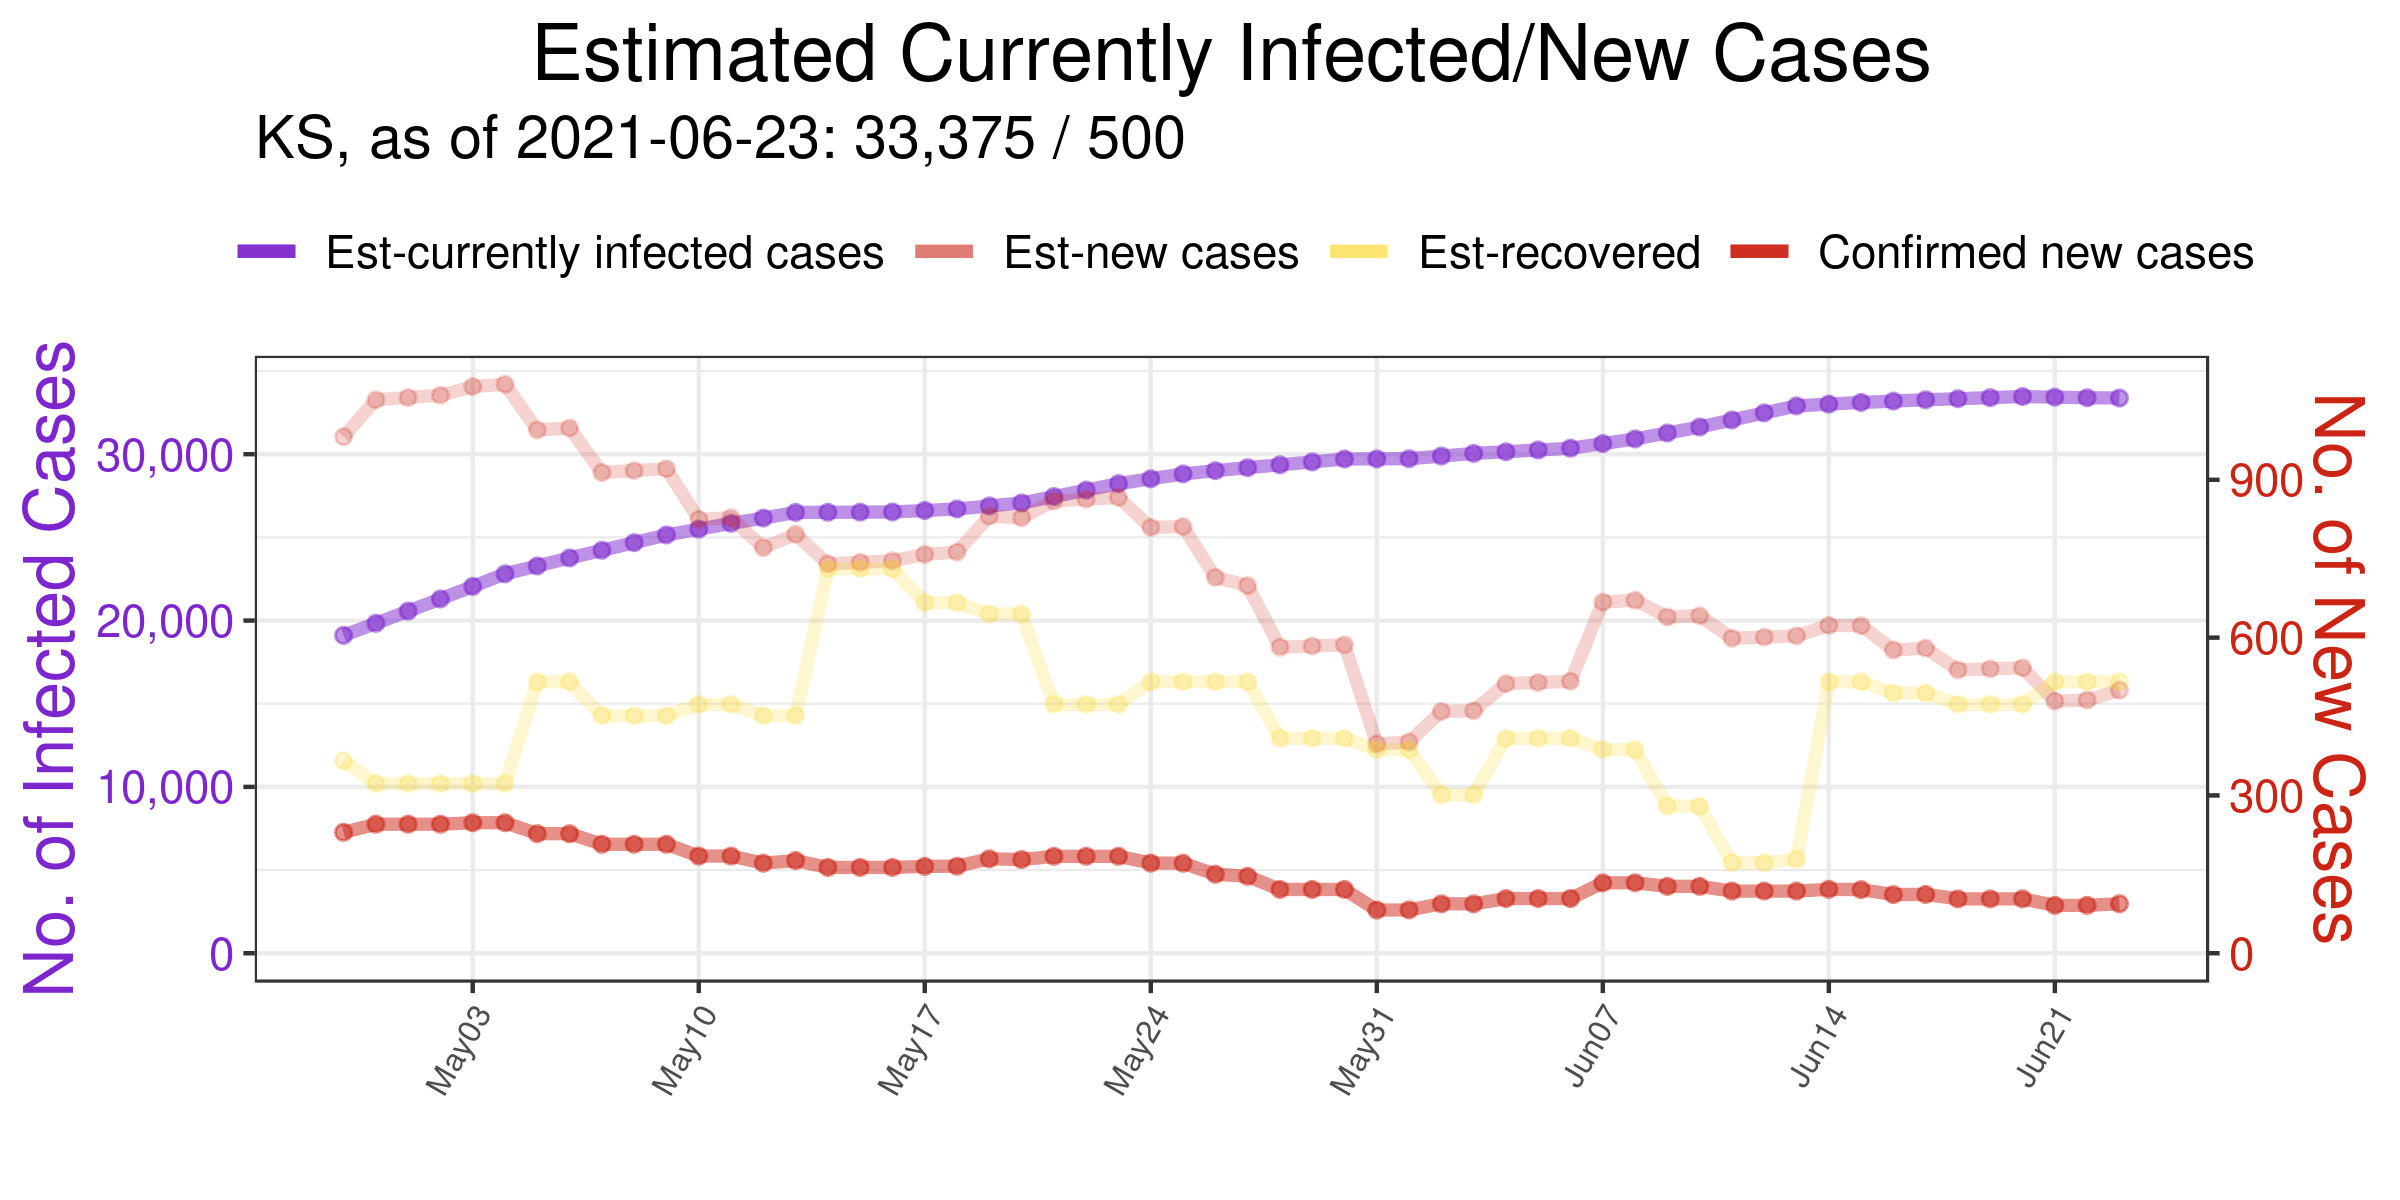 Estimated Currently Infected/New Cases
KS, as of 2021-06-23: 33,375 / 500
Est-currently infected cases Est-new cases Est-recovered Confirmed new cases
No. of Infected Cases
30,000
20,000
10,000
0
900
600
300
0
No. of New Cases
May03 May10 May17 May24 May31 Jun07 Jun14 Jun21